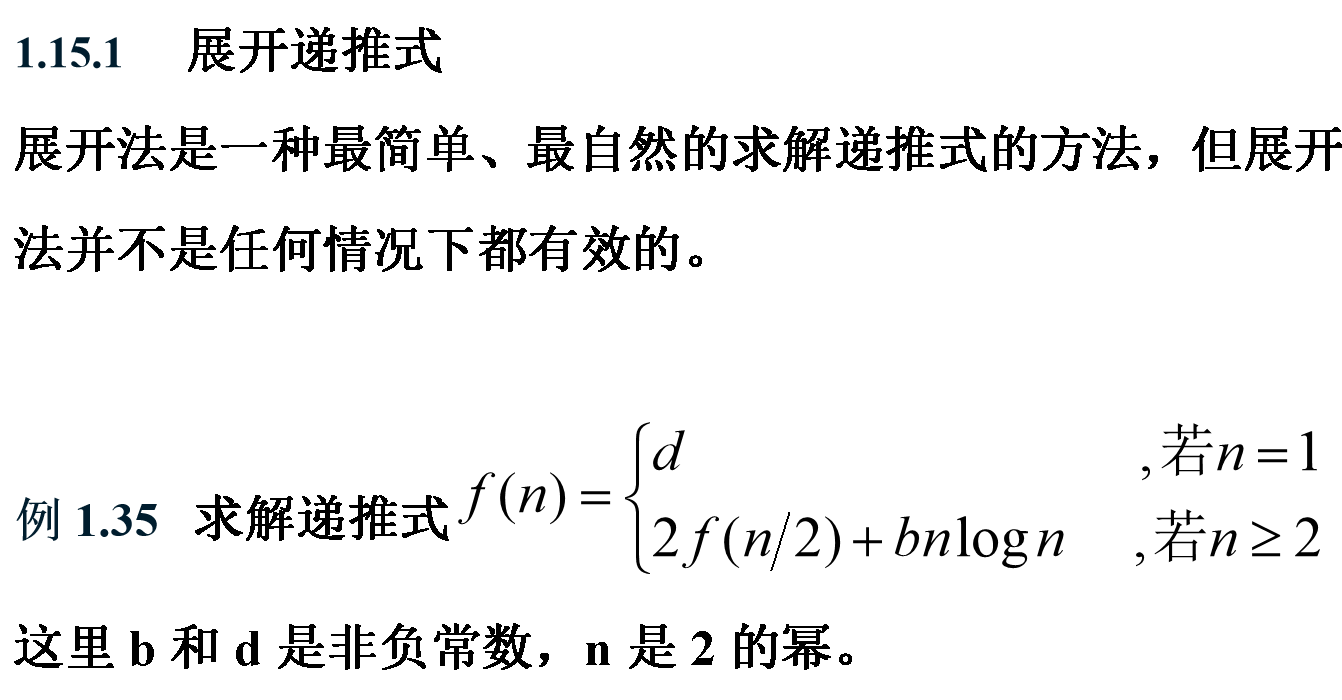 1.15.1 展开递推式
展开法是一种最简单、最自然的求解递推式的方法，但展开
法并不是任何情况下都有效的。
例 1.35 求解递推式 f(n) = { d ,若n = 1
2f(n/2) + bn log n ,若n ≥ 2
这里 b 和 d 是非负常数，n 是 2 的幂。